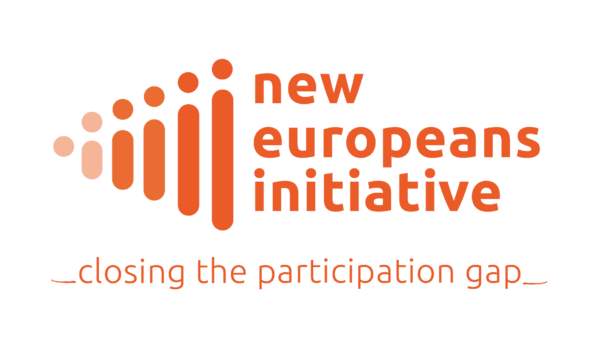 new
europeans
initiative
closing the participation gap